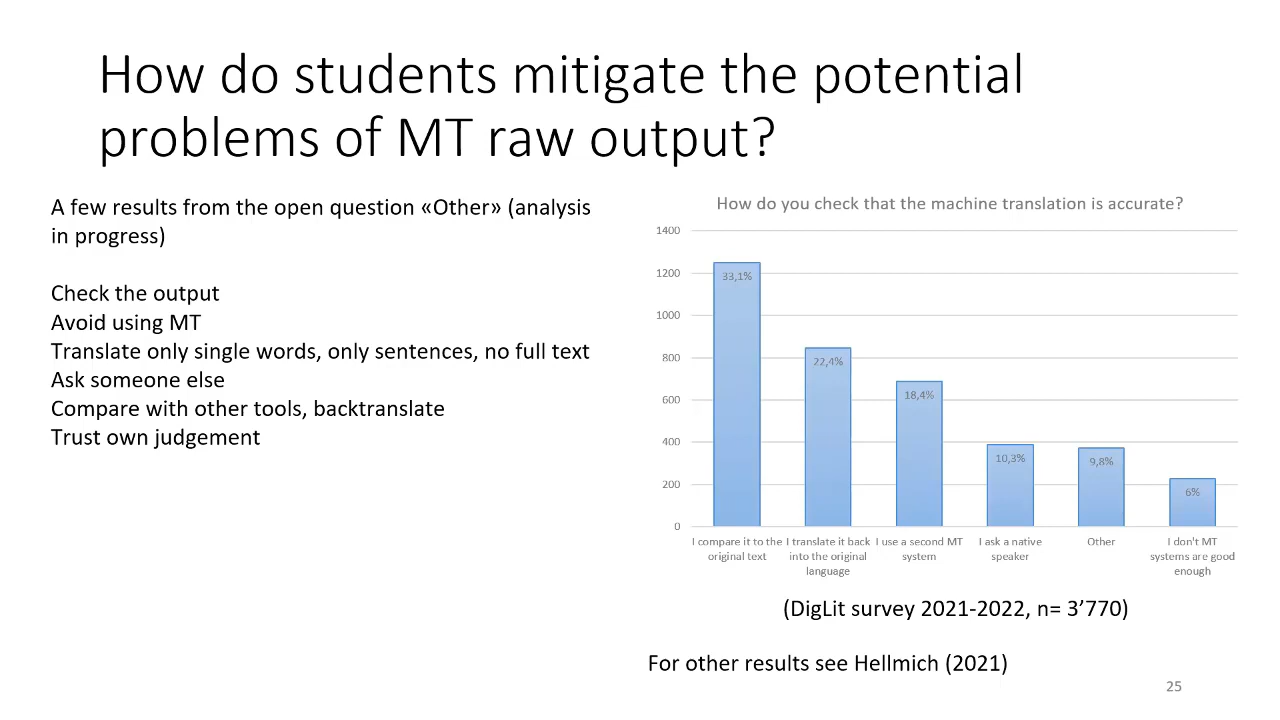 How do students mitigate the potential
problems of MT raw output?
A few results from the open question «Other» (analysis
in progress)
Check the output
Avoid using MT
Translate only single words, only sentences, no full text
Ask someone else
Compare with other tools, backtranslate
Trust own judgement
How do you check that the machine translation is accurate?
1400
1200
1000
800
600
400
200
0
33,1%
22,4%
18,4%
10,3%
9,8%
6%
I compare it to the
original text
I translate it back
into the original
language
I use a second MT
system
I ask a native
speaker
Other
I don't MT
systems are good
enough
(DigLit survey 2021-2022, n= 3’770)
For other results see Hellmich (2021)
25